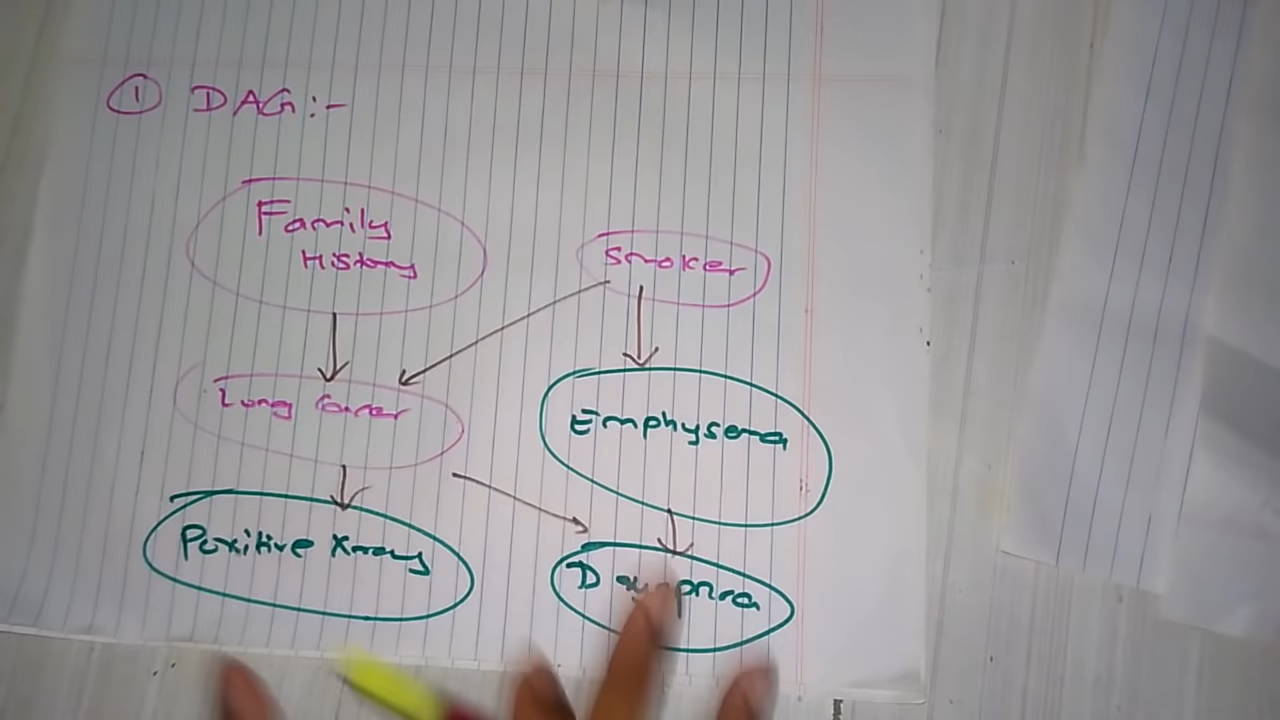 ① DAG:-
Family
History
Smoker
Lung Cancer
Emphysema
Positive Xray